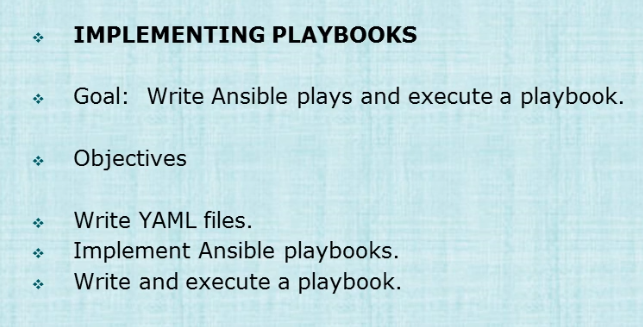 IMPLEMENTING PLAYBOOKS
Goal:  Write Ansible plays and execute a playbook.
Objectives
Write YAML files.
Implement Ansible playbooks.
Write and execute a playbook.